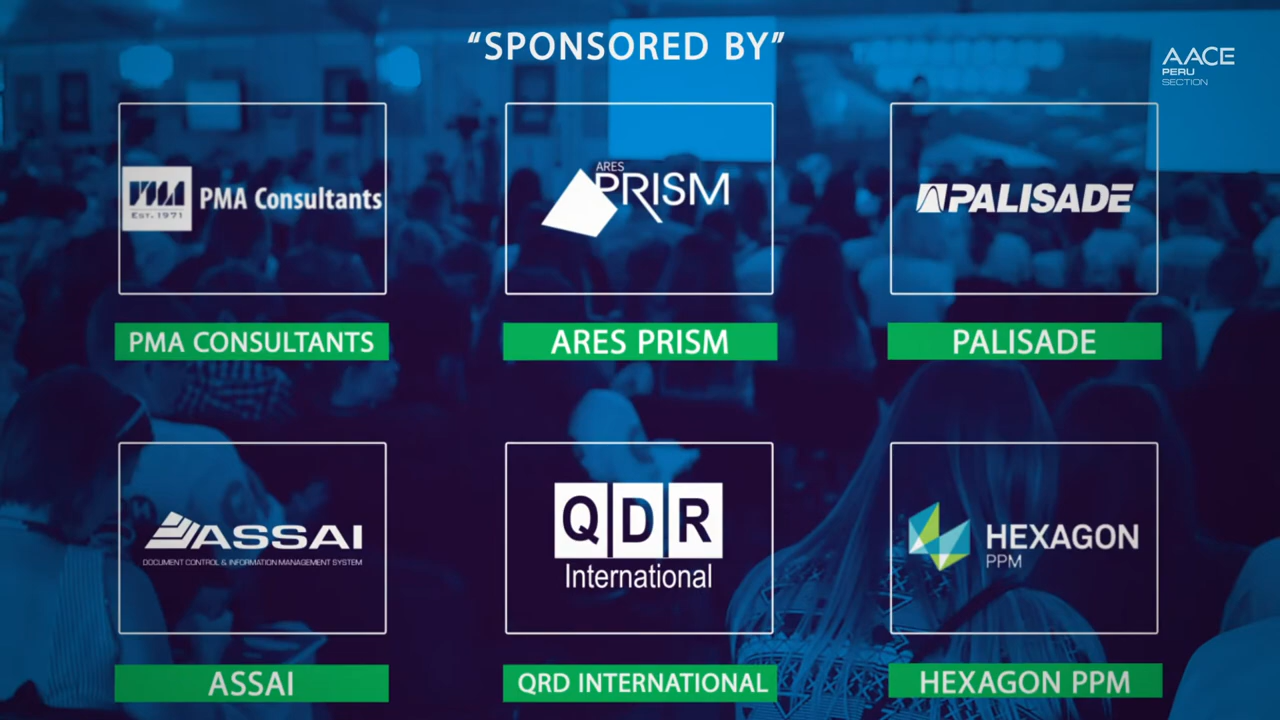 “SPONSORED BY”
AACE
PERU
SECTION
PMA
EST. 1971
PMA Consultants
ARES
PRISM
PALISADE
PMA CONSULTANTS
ARES PRISM
PALISADE
ASSAI
DOCUMENT CONTROL & INFORMATION MANAGEMENT SYSTEM
QDR
International
HEXAGON
PPM
ASSAI
QRD INTERNATIONAL
HEXAGON PPM